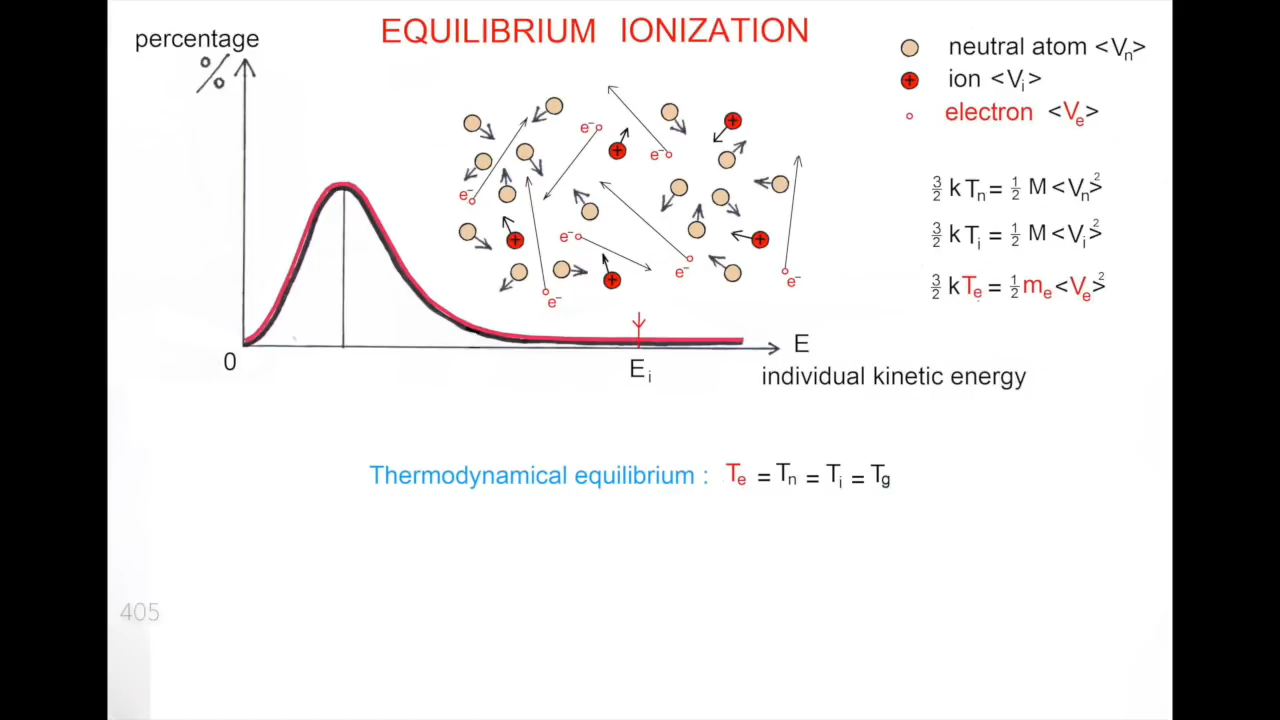 EQUILIBRIUM IONIZATION
percentage
%
neutral atom <Vn>
ion <Vi>
electron <Ve>
3/2 kTn = 1/2 M <Vn>²
3/2 kTi = 1/2 M <Vi>²
3/2 kTe = 1/2 me <Ve>²
e⁻
e⁻
e⁻
e⁻
e⁻
e⁻
e⁻
+
+
+
+
+
0
Ei
E
individual kinetic energy
Thermodynamical equilibrium : Te = Tn = Ti = Tg
405